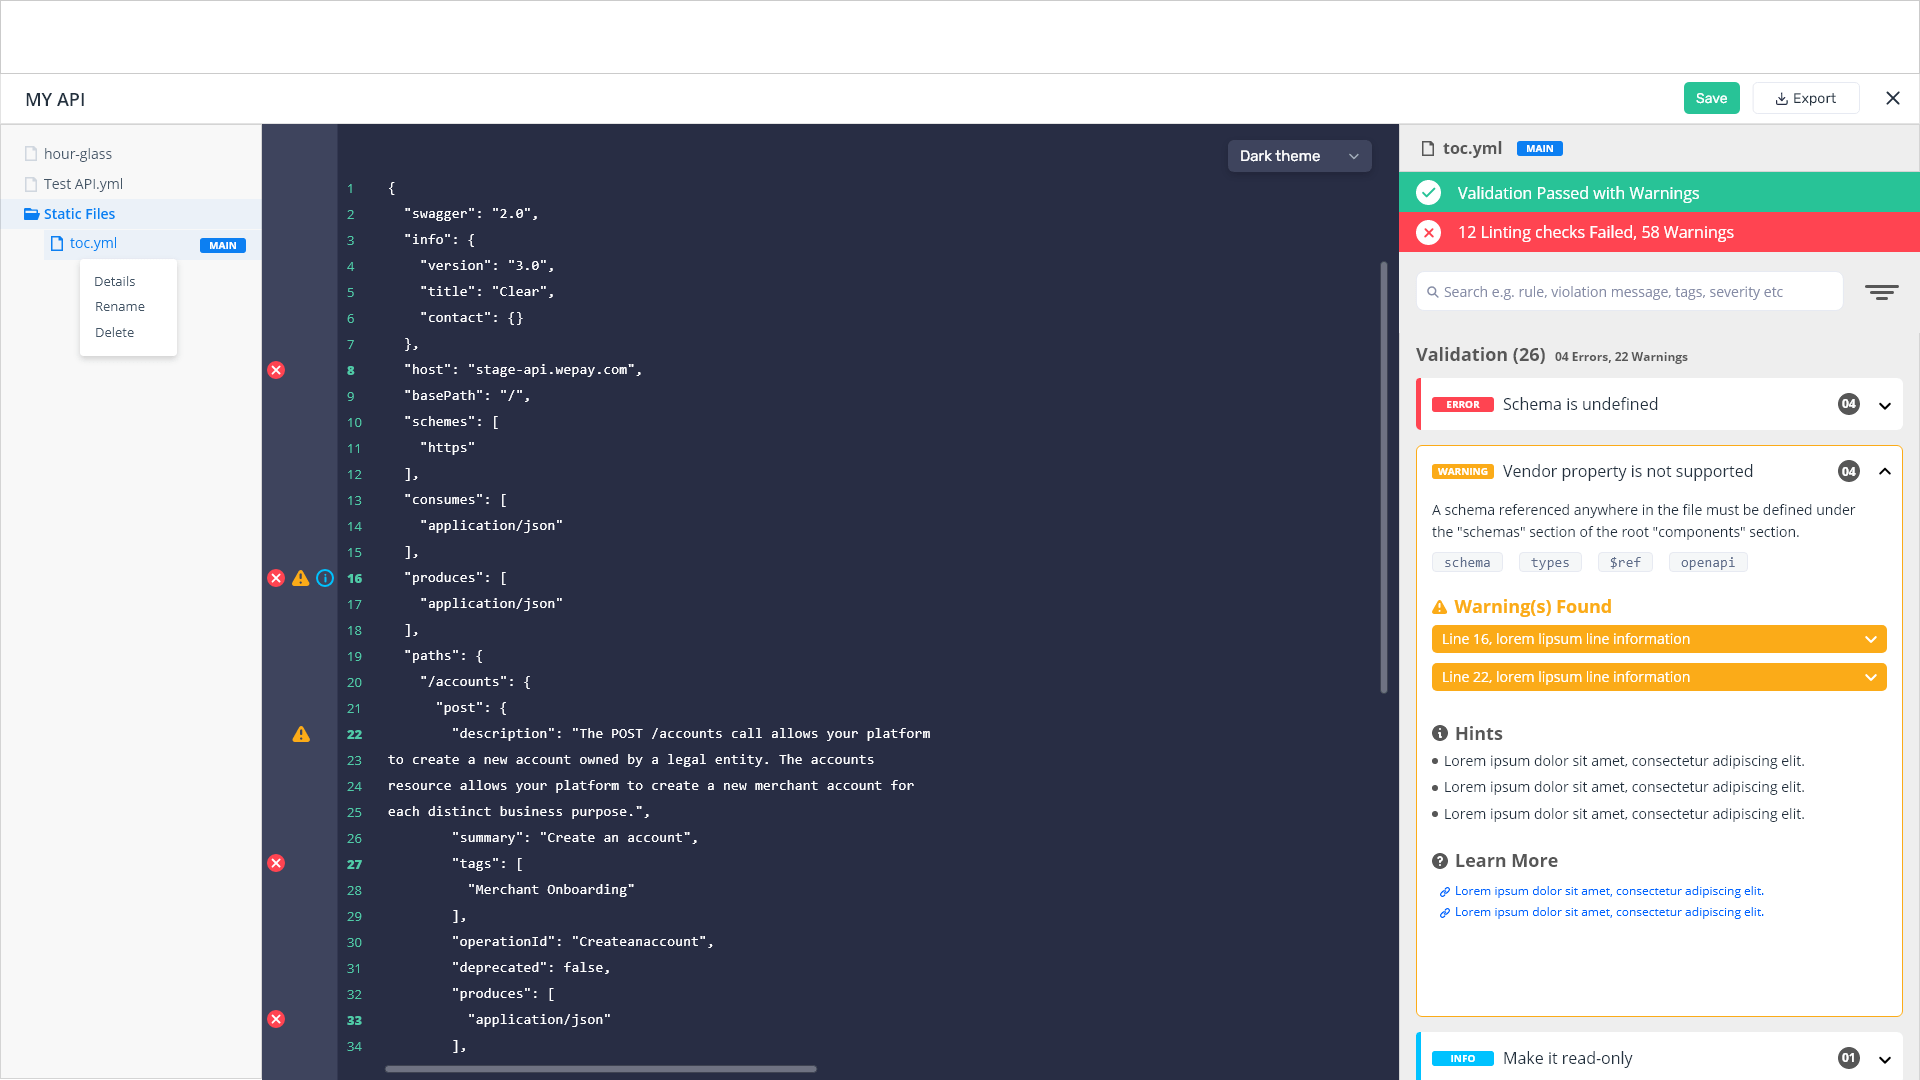 MY API
Save
Export
hour-glass
Test API.yml
Static Files
toc.yml
MAIN
Details
Rename
Delete
Dark theme
1 {
2 "swagger": "2.0",
3 "info": {
4 "version": "3.0",
5 "title": "Clear",
6 "contact": {}
7 },
8 "host": "stage-api.wepay.com",
9 "basePath": "/",
10 "schemes": [
11 "https"
12 ],
13 "consumes": [
14 "application/json"
15 ],
16 "produces": [
17 "application/json"
18 ],
19 "paths": {
20 "/accounts": {
21 "post": {
22 "description": "The POST /accounts call allows your platform
23 to create a new account owned by a legal entity. The accounts
24 resource allows your platform to create a new merchant account for
25 each distinct business purpose.",
26 "summary": "Create an account",
27 "tags": [
28 "Merchant Onboarding"
29 ],
30 "operationId": "Createanaccount",
31 "deprecated": false,
32 "produces": [
33 "application/json"
34 ],
toc.yml
MAIN
Validation Passed with Warnings
12 Linting checks Failed, 58 Warnings
Search e.g. rule, violation message, tags, severity etc
Validation (26) 04 Errors, 22 Warnings
ERROR Schema is undefined 04
WARNING Vendor property is not supported 04
A schema referenced anywhere in the file must be defined under
the "schemas" section of the root "components" section.
schema types $ref openapi
Warning(s) Found
Line 16, lorem lipsum line information
Line 22, lorem lipsum line information
Hints
Lorem ipsum dolor sit amet, consectetur adipiscing elit.
Lorem ipsum dolor sit amet, consectetur adipiscing elit.
Lorem ipsum dolor sit amet, consectetur adipiscing elit.
Learn More
Lorem ipsum dolor sit amet, consectetur adipiscing elit.
Lorem ipsum dolor sit amet, consectetur adipiscing elit.
INFO Make it read-only 01